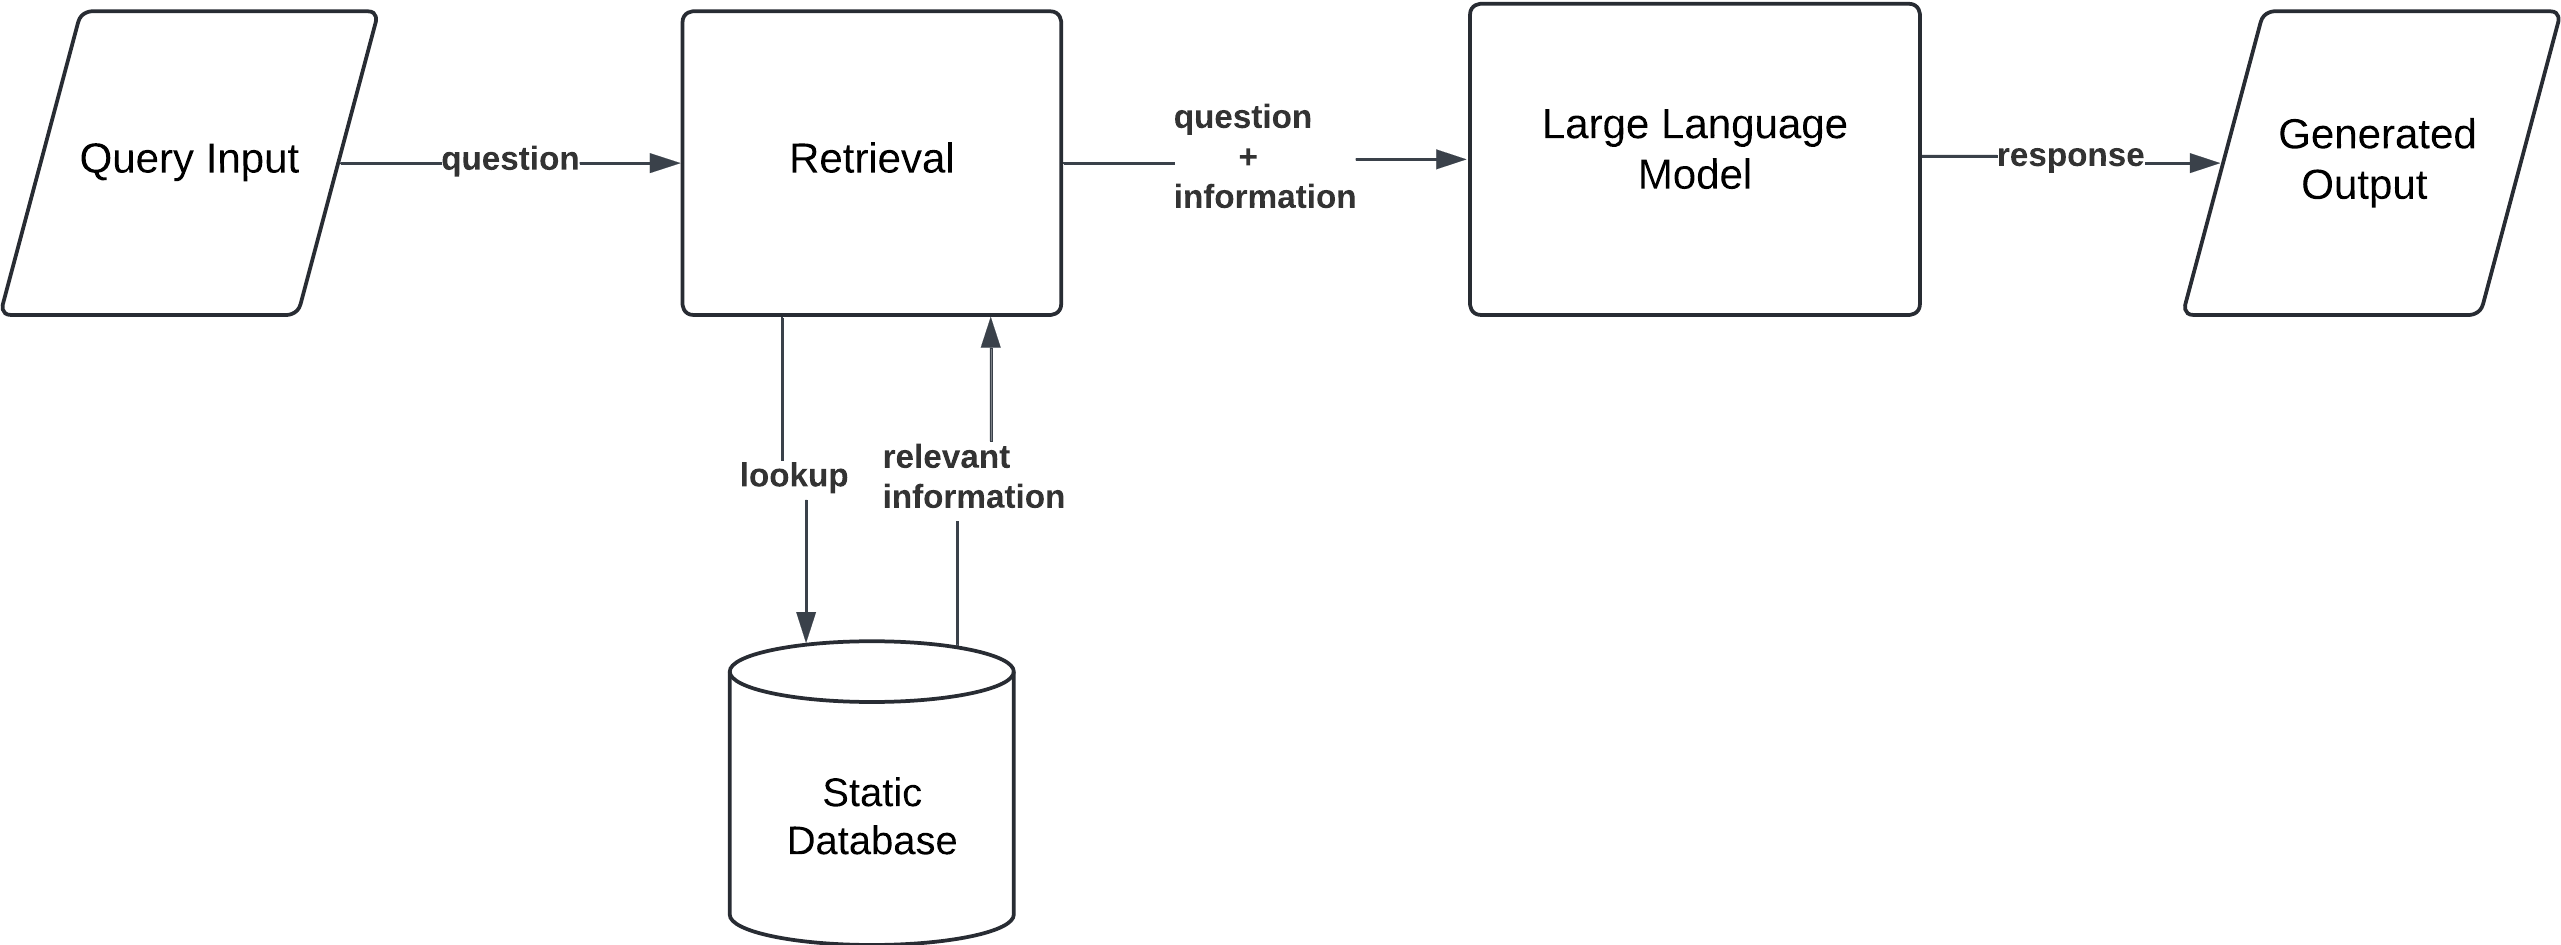 Query Input
question
Retrieval
question
+
information
Large Language
Model
response
Generated
Output
lookup
relevant
information
Static
Database